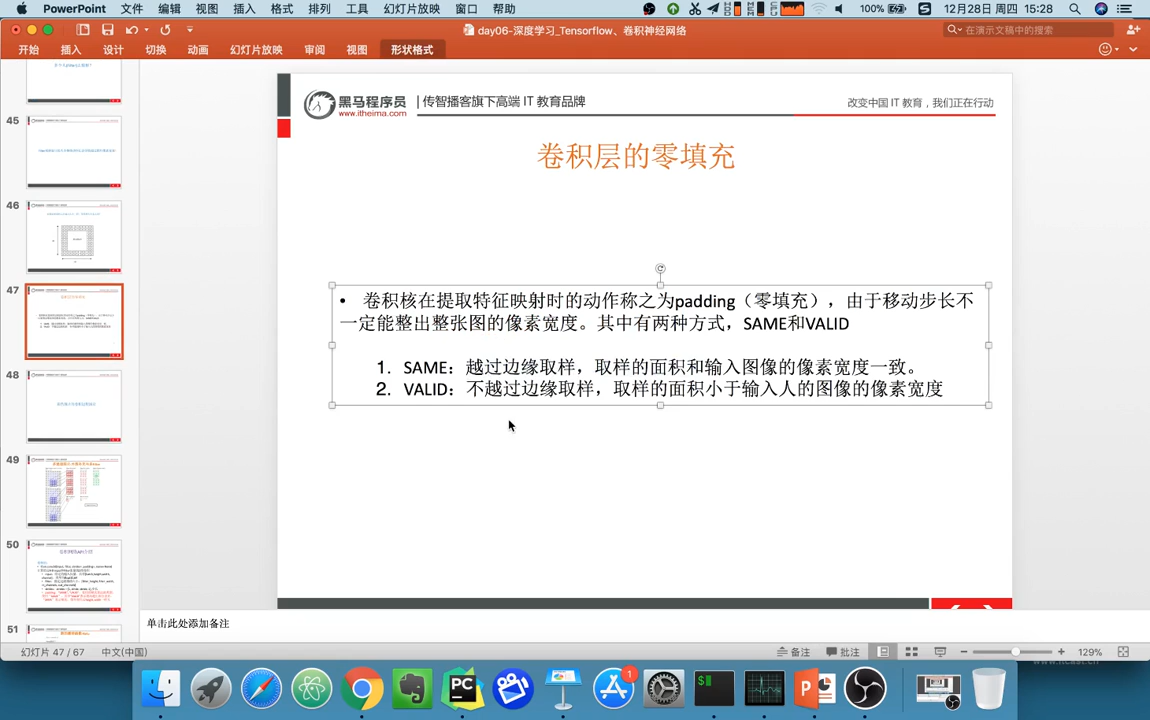 PowerPoint 文件 编辑 视图 插入 格式 工具 排列 幻灯片放映 窗口 帮助 100% 12月28日 周四 15:28
day06-深度学习_Tensorflow、卷积神经网络
在演示文稿中的搜索
开始 插入 设计 切换 动画 幻灯片放映 审阅 视图 形状格式
黑马程序员
www.itheima.com
传智播客旗下高端 IT 教育品牌
改变中国 IT 教育，我们正在行动
卷积层的零填充
• 卷积核在提取特征映射时的动作称之为padding（零填充），由于移动步长不
一定能整出整张图的像素宽度。其中有两种方式，SAME和VALID
1. SAME：越过边缘取样，取样的面积和输入图像的像素宽度一致。
2. VALID：不越过边缘取样，取样的面积小于输入人的图像的像素宽度
45
46
47
48
49
50
51
单击此处添加备注
幻灯片 47 / 67 中文(中国) 备注 批注 129%